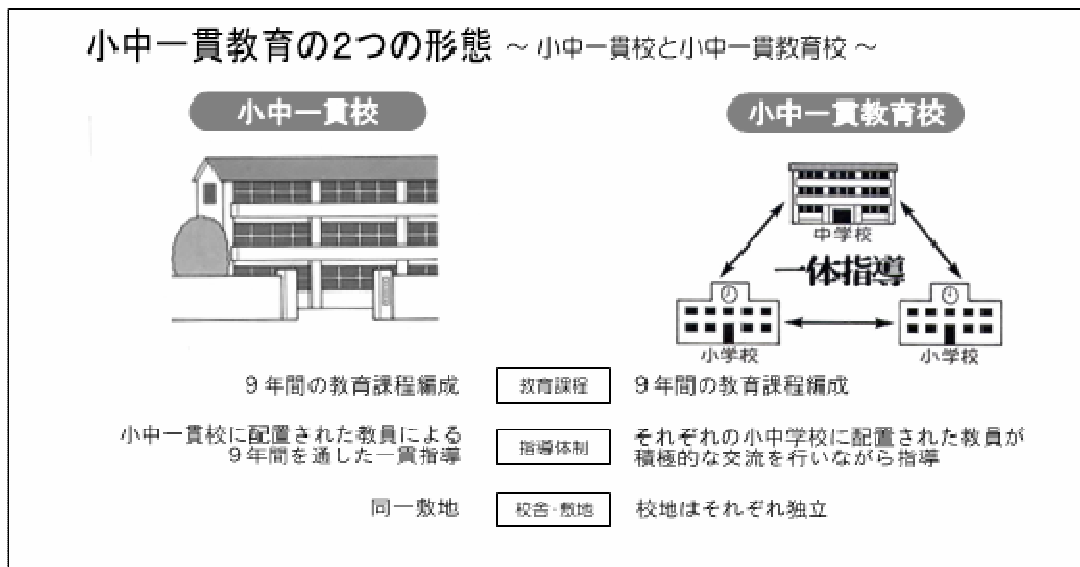 小中一貫教育の2つの形態 ～ 小中一貫校と小中一貫教育校 ～
小中一貫校
小中一貫教育校
中学校
一体指導
小学校
小学校
9年間の教育課程編成
教育課程
9年間の教育課程編成
小中一貫校に配置された教員による
9年間を通した一貫指導
指導体制
それぞれの小中学校に配置された教員が
積極的な交流を行いながら指導
同一敷地
校舎・敷地
校地はそれぞれ独立